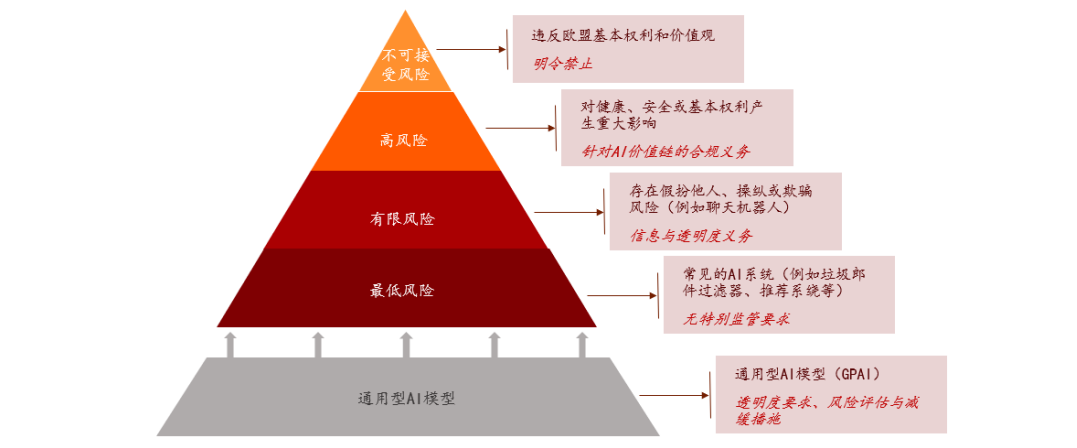 不可接
受风险
违反欧盟基本权利和价值观
明令禁止
高风险
对健康、安全或基本权利产
生重大影响
针对AI价值链的合规义务
有限风险
存在假扮他人、操纵或欺骗
风险（例如聊天机器人）
信息与透明度义务
最低风险
常见的AI系统（例如垃圾邮
件过滤器、推荐系统等）
无特别监管要求
通用型AI模型
通用型AI模型（GPAI）
透明度要求、风险评估与减
缓措施